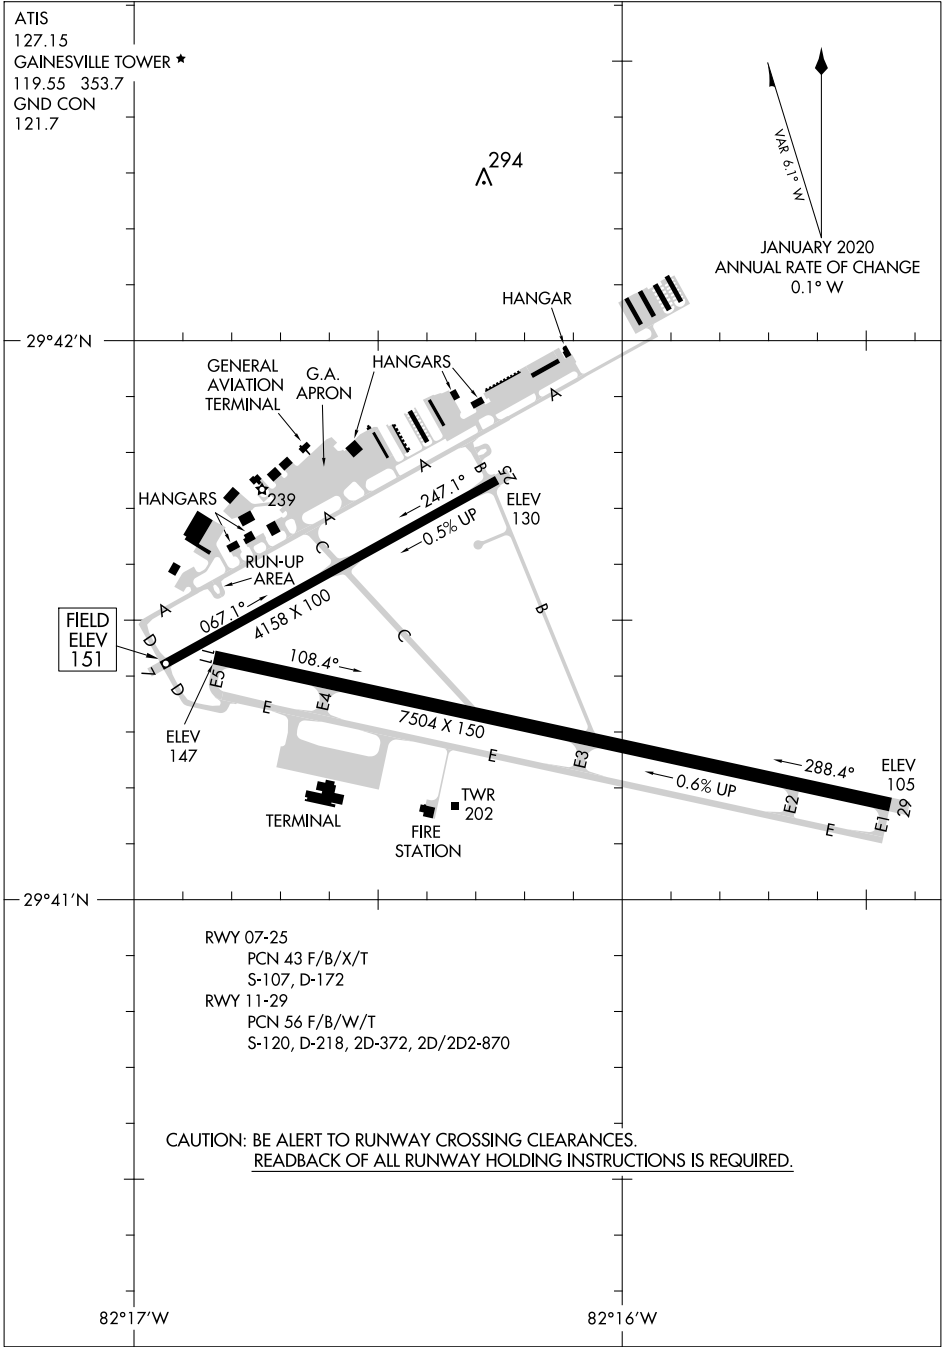 ATIS
127.15
GAINESVILLE TOWER ★
119.55 353.7
GND CON
121.7
294
VAR 6.1° W
JANUARY 2020
ANNUAL RATE OF CHANGE
0.1° W
HANGAR
29°42'N
GENERAL
AVIATION
TERMINAL
G.A.
APRON
HANGARS
A
A
B
25
ELEV
130
247.1°
0.5% UP
239
HANGARS
A
C
RUN-UP
AREA
A
067.1°
4158 X 100
B
C
FIELD
ELEV
151
D
7
D
11
108.4°
E5
E
E4
7504 X 150
ELEV
147
E
E3
0.6% UP
288.4°
ELEV
105
29
E2
E
E1
TERMINAL
FIRE
STATION
TWR
202
29°41'N
RWY 07-25
PCN 43 F/B/X/T
S-107, D-172
RWY 11-29
PCN 56 F/B/W/T
S-120, D-218, 2D-372, 2D/2D2-870
CAUTION: BE ALERT TO RUNWAY CROSSING CLEARANCES.
READBACK OF ALL RUNWAY HOLDING INSTRUCTIONS IS REQUIRED.
82°17'W
82°16'W